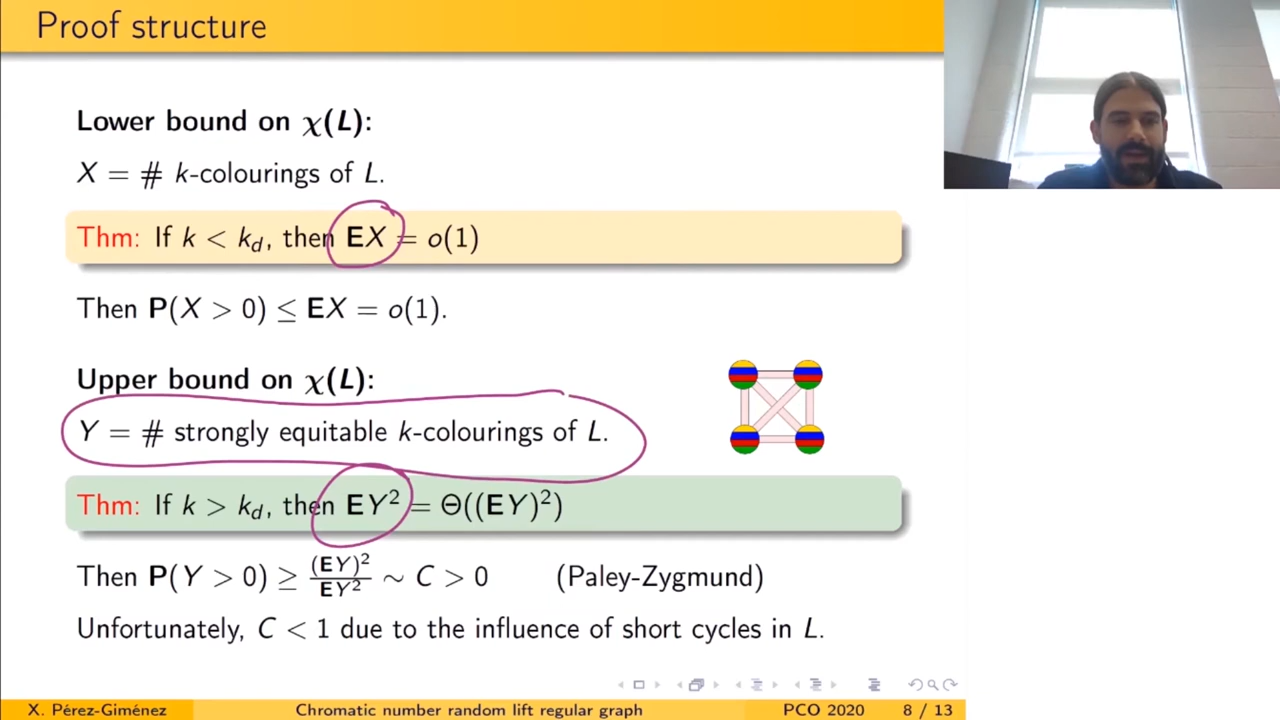 Proof structure
Lower bound on χ(L):
X = # k-colourings of L.
Thm: If k < k_d, then EX = o(1)
Then P(X > 0) ≤ EX = o(1).
Upper bound on χ(L):
Y = # strongly equitable k-colourings of L.
Thm: If k > k_d, then EY² = Θ((EY)²)
Then P(Y > 0) ≥ (EY)²/EY² ∼ C > 0 (Paley-Zygmund)
Unfortunately, C < 1 due to the influence of short cycles in L.
X. Pérez-Giménez Chromatic number random lift regular graph PCO 2020 8 / 13